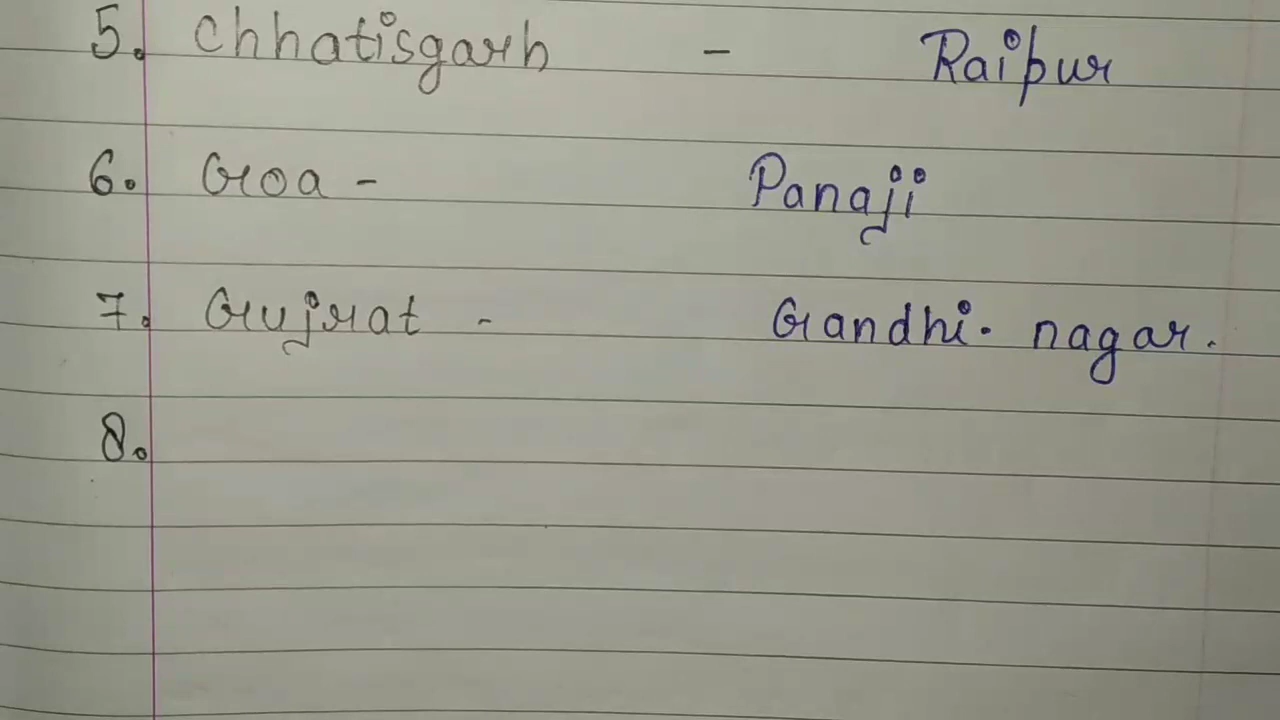 5. Chhatisgarh - Raipur
6. Goa - Panaji
7. Gujrat - Gandhi. nagar.
8.